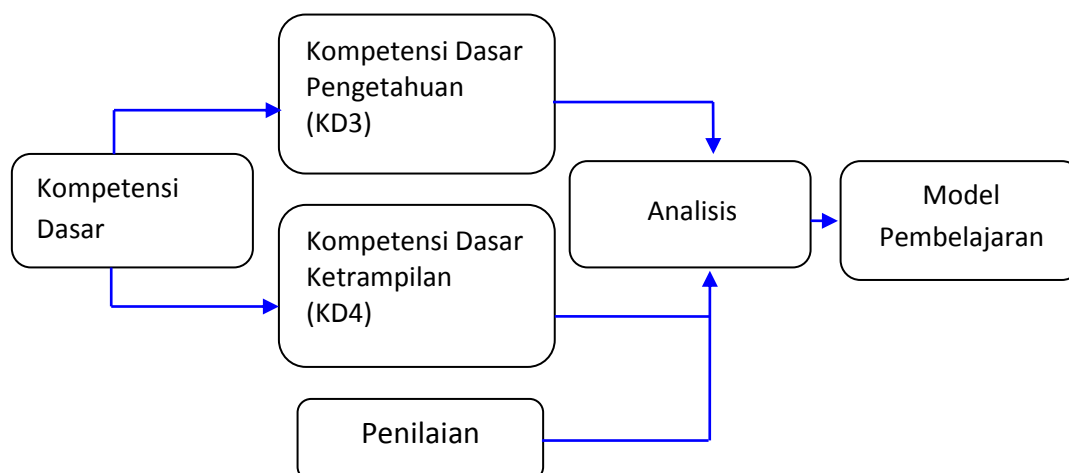 Kompetensi
Dasar
Kompetensi Dasar
Pengetahuan
(KD3)
Kompetensi Dasar
Ketrampilan
(KD4)
Penilaian
Analisis
Model
Pembelajaran